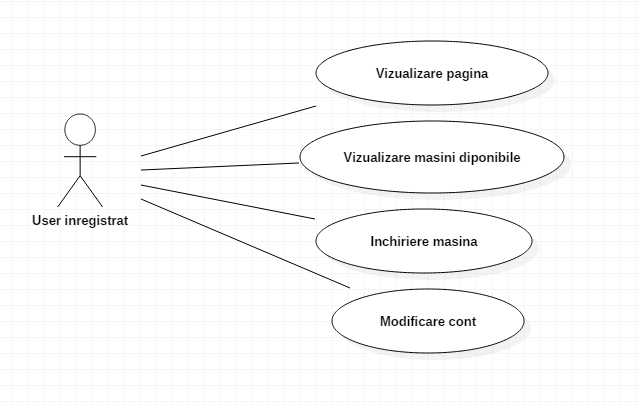 Vizualizare pagina
Vizualizare masini diponibile
User inregistrat
Inchiriere masina
Modificare cont